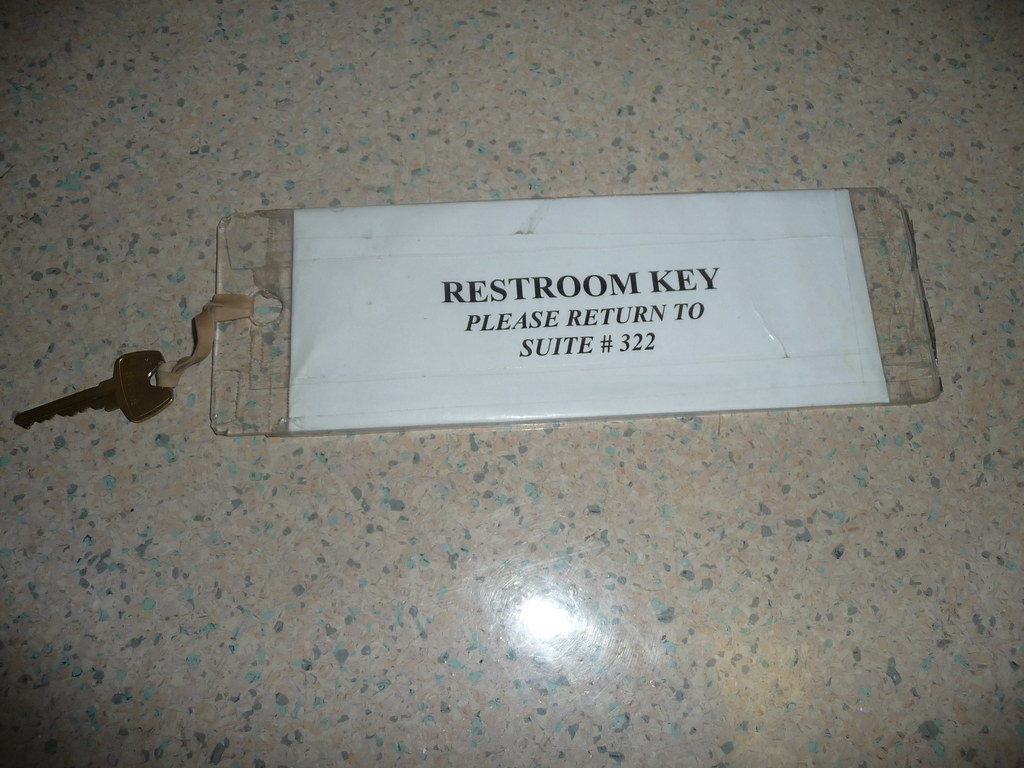 RESTROOM KEY
PLEASE RETURN TO
SUITE # 322